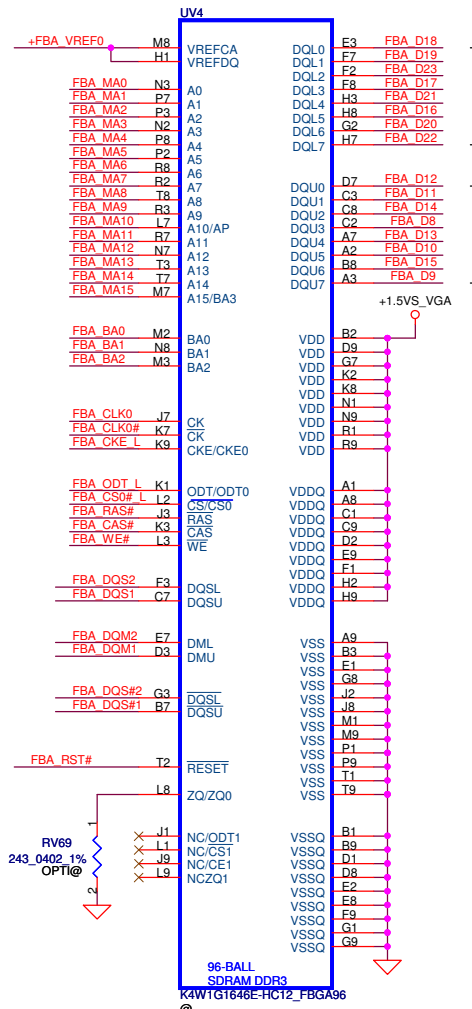 UV4
+FBA_VREF0 M8 VREFCA DQL0 E3 FBA_D18
H1 VREFDQ DQL1 F7 FBA_D19
DQL2 F2 FBA_D23
FBA_MA0 N3 A0 DQL3 F8 FBA_D17
FBA_MA1 P7 A1 DQL4 H3 FBA_D21
FBA_MA2 P3 A2 DQL5 H8 FBA_D16
FBA_MA3 N2 A3 DQL6 G2 FBA_D20
FBA_MA4 P8 A4 DQL7 H7 FBA_D22
FBA_MA5 P2 A5
FBA_MA6 R8 A6
FBA_MA7 R2 A7 DQU0 D7 FBA_D12
FBA_MA8 T8 A8 DQU1 C3 FBA_D11
FBA_MA9 R3 A9 DQU2 C8 FBA_D14
FBA_MA10 L7 A10/AP DQU3 C2 FBA_D8
FBA_MA11 R7 A11 DQU4 A7 FBA_D13
FBA_MA12 N7 A12 DQU5 A2 FBA_D10
FBA_MA13 T3 A13 DQU6 B8 FBA_D15
FBA_MA14 T7 A14 DQU7 A3 FBA_D9
FBA_MA15 M7 A15/BA3
+1.5VS_VGA
FBA_BA0 M2 BA0 VDD B2
FBA_BA1 N8 BA1 VDD D9
FBA_BA2 M3 BA2 VDD G7
VDD K2
VDD K8
VDD N1
FBA_CLK0 J7 CK VDD N9
FBA_CLK0# K7 CK VDD R1
FBA_CKE_L K9 CKE/CKE0 VDD R9
FBA_ODT_L K1 ODT/ODT0 VDDQ A1
FBA_CS0#_L L2 CS/CS0 VDDQ A8
FBA_RAS# J3 RAS VDDQ C1
FBA_CAS# K3 CAS VDDQ C9
FBA_WE# L3 WE VDDQ D2
VDDQ E9
VDDQ F1
FBA_DQS2 F3 DQSL VDDQ H2
FBA_DQS1 C7 DQSU VDDQ H9
FBA_DQM2 E7 DML VSS A9
FBA_DQM1 D3 DMU VSS B3
VSS E1
VSS G8
FBA_DQS#2 G3 DQSL VSS J2
FBA_DQS#1 B7 DQSU VSS J8
VSS M1
VSS M9
VSS P1
FBA_RST# T2 RESET VSS P9
VSS T1
L8 ZQ/ZQ0 VSS T9
1
J1 NC/ODT1 VSSQ B1
RV69 L1 NC/CS1 VSSQ B9
243_0402_1% J9 NC/CE1 VSSQ D1
OPTI@ L9 NCZQ1 VSSQ D8
2 VSSQ E2
VSSQ E8
VSSQ F9
VSSQ G1
VSSQ G9
96-BALL
SDRAM DDR3
K4W1G1646E-HC12_FBGA96
@